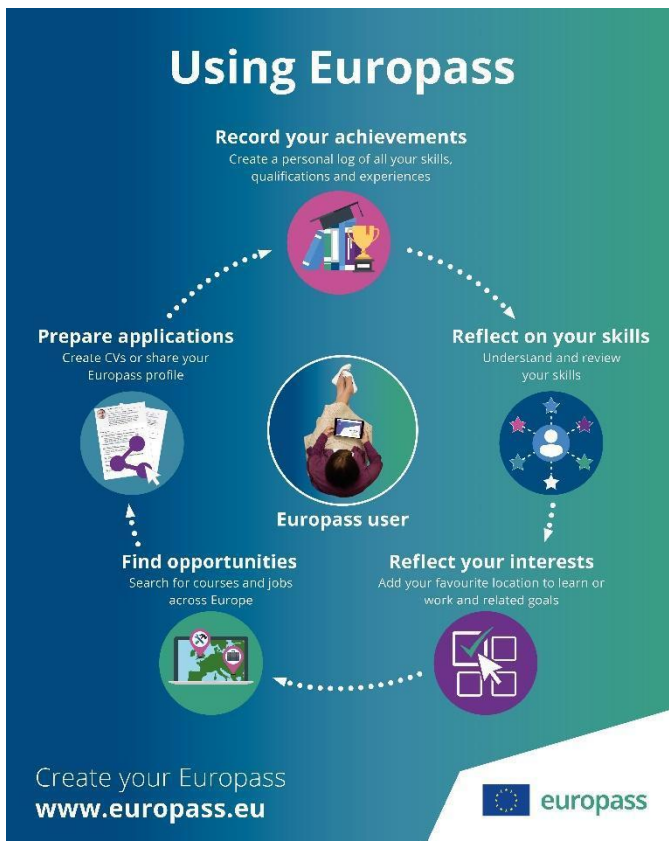 Using Europass
Record your achievements
Create a personal log of all your skills,
qualifications and experiences
Prepare applications
Create CVs or share your
Europass profile
Reflect on your skills
Understand and review
your skills
Europass user
Find opportunities
Search for courses and jobs
across Europe
Reflect your interests
Add your favourite location to learn or
work and related goals
Create your Europass
www.europass.eu
europass